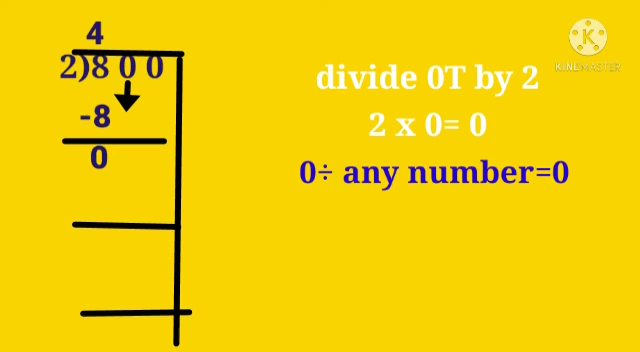 4
2)8 0 0
-8
0
divide 0T by 2
2 x 0= 0
0÷ any number=0
K
KINEMASTER